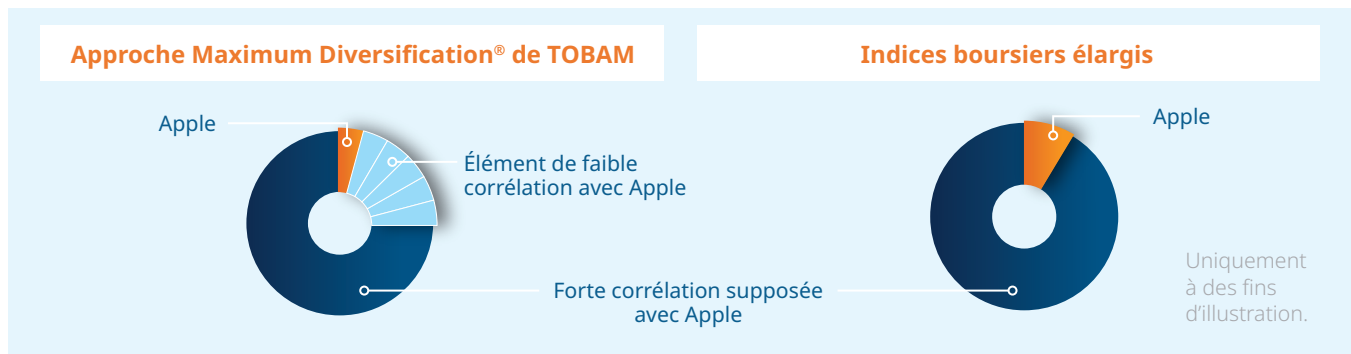 Approche Maximum Diversification® de TOBAM
Indices boursiers élargis
Apple
Élément de faible
corrélation avec Apple
Forte corrélation supposée
avec Apple
Apple
Uniquement
à des fins
d’illustration.